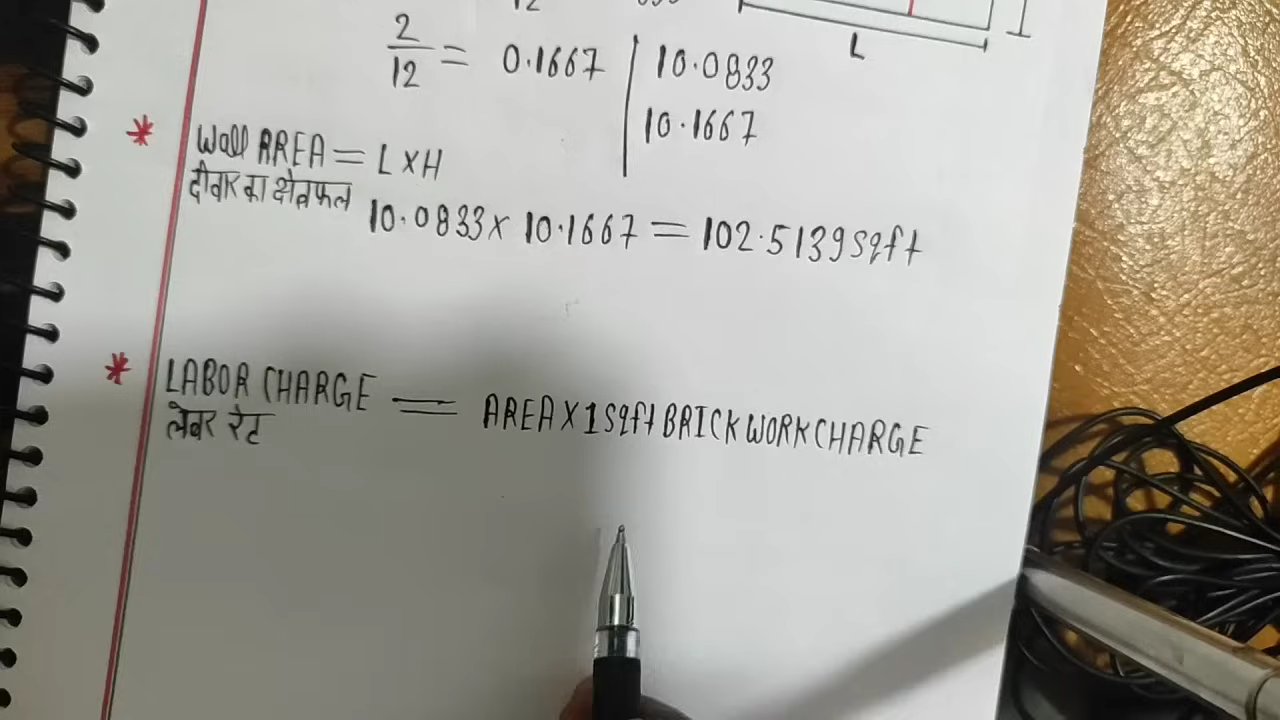 12
L
2/12 = 0.1667 | 10.0833
10.1667
* Wall AREA = L X H
दीवार का क्षेत्रफल
10.0833 X 10.1667 = 102.5139 sqft
* LABOR CHARGE = AREA X 1 Sqft BRICK WORK CHARGE
लेबर रेट